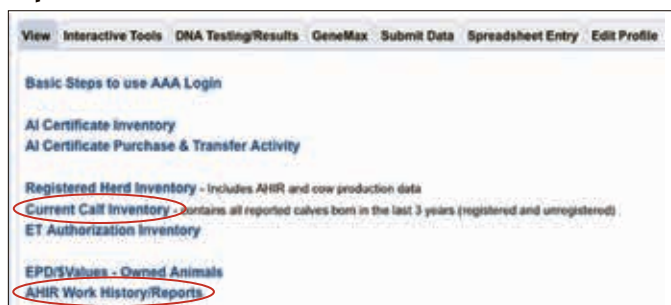 View Interactive Tools DNA Testing/Results GeneMax Submit Data Spreadsheet Entry Edit Profile
Basic Steps to use AAA Login
AI Certificate Inventory
AI Certificate Purchase & Transfer Activity
Registered Herd Inventory - Includes AHIR and cow production data
Current Calf Inventory - contains all reported calves born in the last 3 years (registered and unregistered)
ET Authorization Inventory
EPD/$Values - Owned Animals
AHIR Work History/Reports